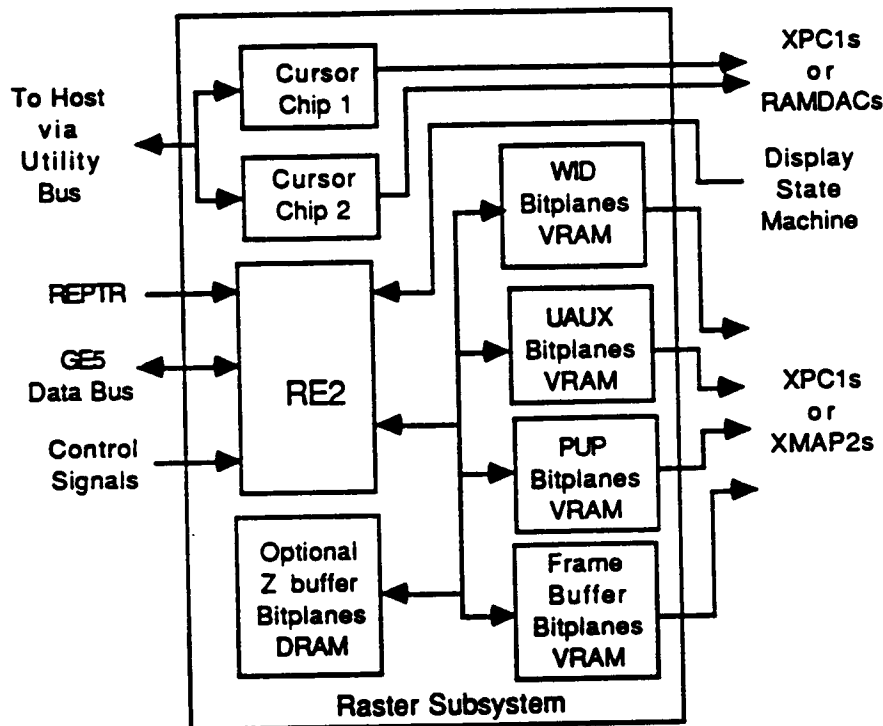 To Host
via
Utility
Bus
Cursor
Chip 1
Cursor
Chip 2
XPC1s
or
RAMDACs
Display
State
Machine
WID
Bitplanes
VRAM
REPTR
GE5
Data Bus
Control
Signals
RE2
UAUX
Bitplanes
VRAM
PUP
Bitplanes
VRAM
XPC1s
or
XMAP2s
Optional
Z buffer
Bitplanes
DRAM
Frame
Buffer
Bitplanes
VRAM
Raster Subsystem